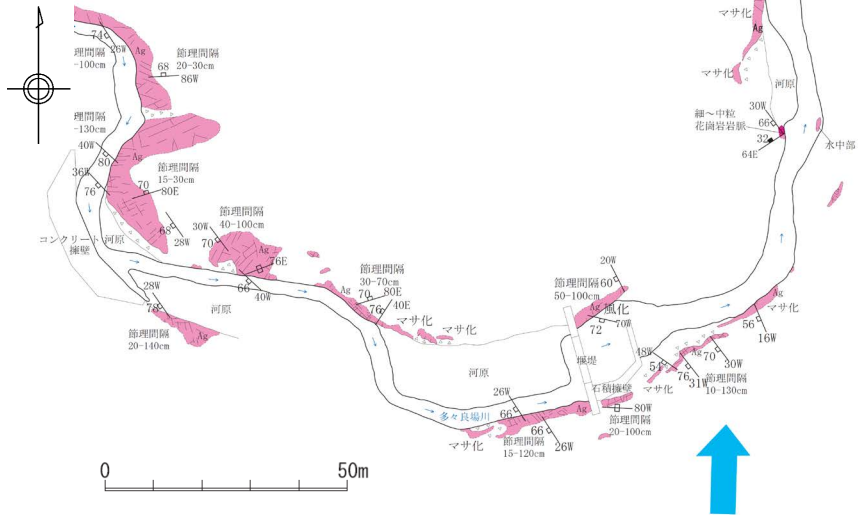 マサ化
Ag
74
26W
理間隔
-100cm
Ag
節理間隔
20-30cm
68
86W
マサ化
河原
30W
66
細～中粒
花崗岩岩脈
32
64E
水中部
理間隔
-130cm
40W
80
Ag
36W
76
節理間隔
15-30cm
70
80E
コンクリート
擁壁
河原
68
28W
30W
70
節理間隔
40-100cm
Ag
76E
66
40W
28W
78
河原
節理間隔
20-140cm
節理間隔
30-70cm
70
80E
76
40E
Ag
マサ化
マサ化
20W
節理間隔
50-100cm
60
Ag
風化
72
70W
堰堤
河原
石積擁壁
Ag
マサ化
56
16W
48W
54
Ag
70
30W
76
31W
節理間隔
10-130cm
マサ化
26W
66
多々良場川
66
26W
マサ化
節理間隔
15-120cm
Ag
80W
節理間隔
20-100cm
0
50m